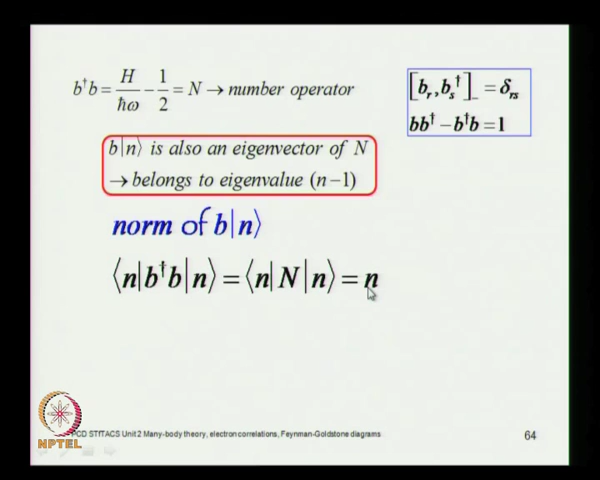 b†b = H/ħω − 1/2 = N → number operator
[b_r, b_s†]_− = δ_rs
bb† − b†b = 1
b|n⟩ is also an eigenvector of N
→ belongs to eigenvalue (n−1)
norm of b|n⟩
⟨n|b†b|n⟩ = ⟨n|N|n⟩ = n
PCD STiTACS Unit 2 Many-body theory, electron correlations, Feynman-Goldstone diagrams
64
NPTEL